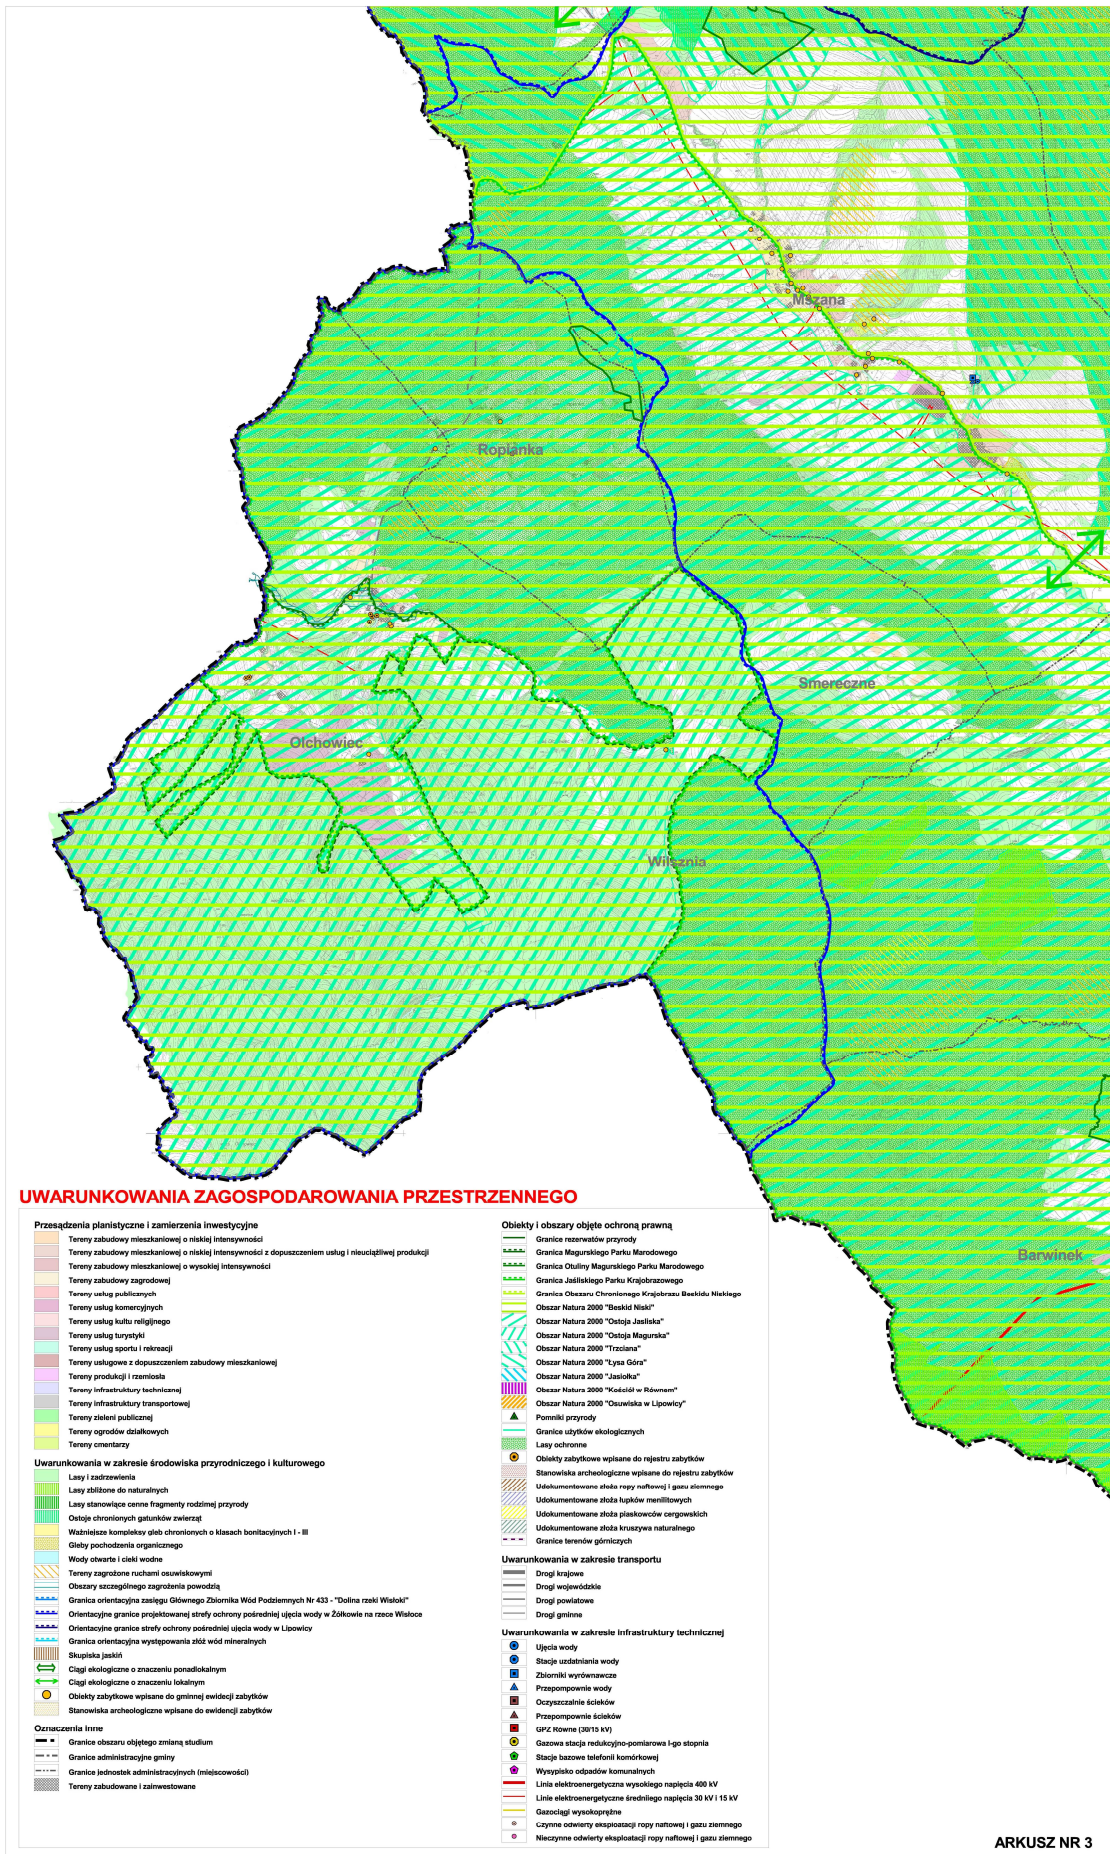 Mszana
Ropianka
Smereczne
Olchowiec
Wilsznia
Barwinek
UWARUNKOWANIA ZAGOSPODAROWANIA PRZESTRZENNEGO
Przesądzenia planistyczne i zamierzenia inwestycyjne
Tereny zabudowy mieszkaniowej o niskiej intensywności
Tereny zabudowy mieszkaniowej o niskiej intensywności z dopuszczeniem usług i nieuciążliwej produkcji
Tereny zabudowy mieszkaniowej o wysokiej intensywności
Tereny zabudowy zagrodowej
Tereny usług publicznych
Tereny usług komercyjnych
Tereny usług kultu religijnego
Tereny usług turystyki
Tereny usług sportu i rekreacji
Tereny usługowe z dopuszczeniem zabudowy mieszkaniowej
Tereny produkcji i rzemiosła
Tereny infrastruktury technicznej
Tereny infrastruktury transportowej
Tereny zieleni publicznej
Tereny ogrodów działkowych
Tereny cmentarzy
Uwarunkowania w zakresie środowiska przyrodniczego i kulturowego
Lasy i zadrzewienia
Lasy zbliżone do naturalnych
Lasy stanowiące cenne fragmenty rodzimej przyrody
Ostoje chronionych gatunków zwierząt
Ważniejsze kompleksy gleb chronionych o klasach bonitacyjnych I - III
Gleby pochodzenia organicznego
Wody otwarte i cieki wodne
Tereny zagrożone ruchami osuwiskowymi
Obszary szczególnego zagrożenia powodzią
Granica orientacyjna zasięgu Głównego Zbiornika Wód Podziemnych Nr 433 - "Dolina rzeki Wisłoki"
Orientacyjne granice projektowanej strefy ochrony pośredniej ujęcia wody w Żółkowie na rzece Wisłoce
Orientacyjne granice strefy ochrony pośredniej ujęcia wody w Lipowicy
Granica orientacyjna występowania złóż wód mineralnych
Skupiska jaskiń
Ciągi ekologiczne o znaczeniu ponadlokalnym
Ciągi ekologiczne o znaczeniu lokalnym
Obiekty zabytkowe wpisane do gminnej ewidecji zabytków
Stanowiska archeologiczne wpisane do ewidencji zabytków
Oznaczenia inne
Granice obszaru objętego zmianą studium
Granice administracyjne gminy
Granice jednostek administracyjnych (miejscowości)
Tereny zabudowane i zainwestowane
Obiekty i obszary objęte ochroną prawną
Granice rezerwatów przyrody
Granica Magurskiego Parku Marodowego
Granica Otuliny Magurskiego Parku Marodowego
Granica Jaśliskiego Parku Krajobrazowego
Granica Obszaru Chronionego Krajobrazu Beskidu Niskiego
Obszar Natura 2000 "Beskid Niski"
Obszar Natura 2000 "Ostoja Jasliska"
Obszar Natura 2000 "Ostoja Magurska"
Obszar Natura 2000 "Trzciana"
Obszar Natura 2000 "Łysa Góra"
Obszar Natura 2000 "Jasiołka"
Obszar Natura 2000 "Kościół w Równem"
Obszar Natura 2000 "Osuwiska w Lipowicy"
Pomniki przyrody
Granice użytków ekologicznych
Lasy ochronne
Obiekty zabytkowe wpisane do rejestru zabytków
Stanowiska archeologiczne wpisane do rejestru zabytków
Udokumentowane złoża ropy naftowej i gazu ziemnego
Udokumentowane złoża łupków menilitowych
Udokumentowane złoża piaskowców cergowskich
Udokumentowane złoża kruszywa naturalnego
Granice terenów górniczych
Uwarunkowania w zakresie transportu
Drogi krajowe
Drogi wojewódzkie
Drogi powiatowe
Drogi gminne
Uwarunkowania w zakresie infrastruktury technicznej
Ujęcia wody
Stacje uzdatniania wody
Zbiorniki wyrównawcze
Przepompownie wody
Oczyszczalnie ścieków
Przepompownie ścieków
GPZ Równe (30/15 kV)
Gazowa stacja redukcyjno-pomiarowa I-go stopnia
Stacje bazowe telefonii komórkowej
Wysypisko odpadów komunalnych
Linia elektroenergetyczna wysokiego napięcia 400 kV
Linie elektroenergetyczne średniego napięcia 30 kV i 15 kV
Gazociągi wysokoprężne
Czynne odwierty eksploatacji ropy naftowej i gazu ziemnego
Nieczynne odwierty eksploatacji ropy naftowej i gazu ziemnego
ARKUSZ NR 3